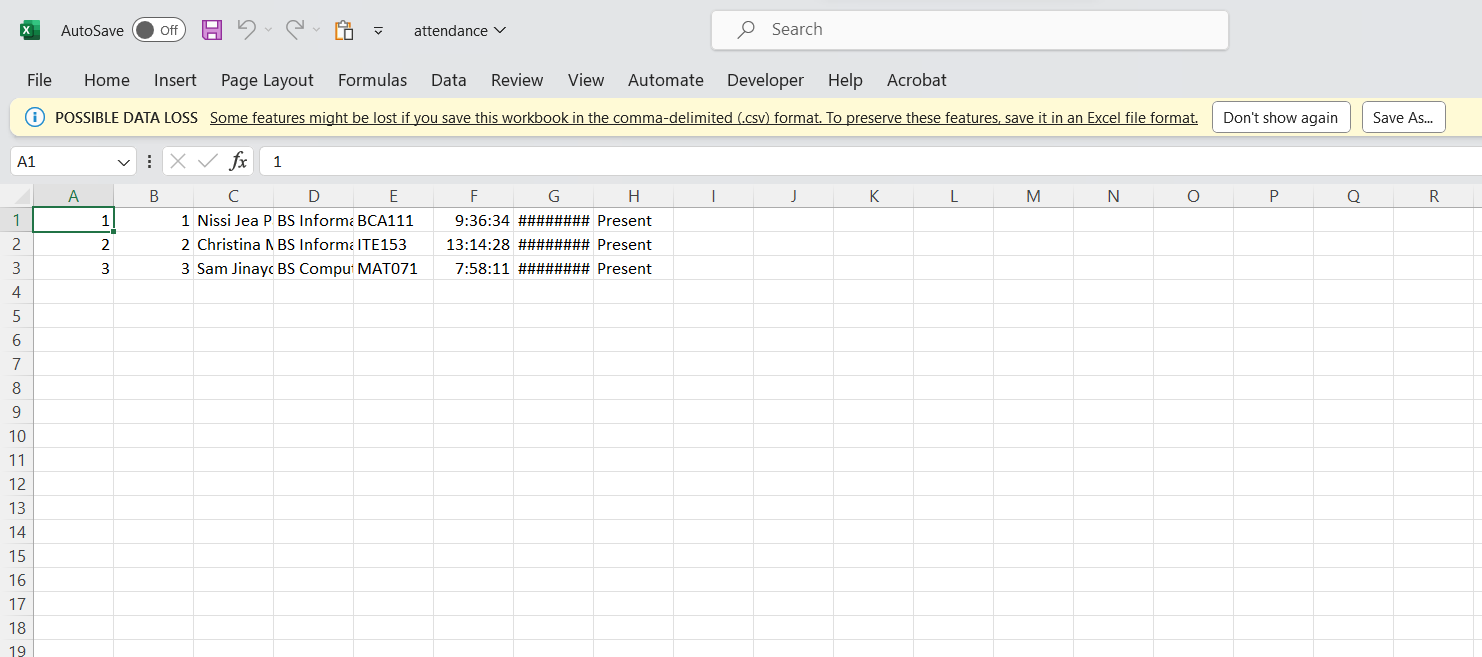 AutoSave Off attendance Search
File Home Insert Page Layout Formulas Data Review View Automate Developer Help Acrobat
POSSIBLE DATA LOSS Some features might be lost if you save this workbook in the comma-delimited (.csv) format. To preserve these features, save it in an Excel file format. Don't show again Save As...
A1 fx 1
A B C D E F G H I J K L M N O P Q R
1 1 1 Nissi Jea P BS Informa BCA111 9:36:34 ######## Present
2 2 2 Christina M BS Informa ITE153 13:14:28 ######## Present
3 3 3 Sam Jinayo BS Comput MAT071 7:58:11 ######## Present
4
5
6
7
8
9
10
11
12
13
14
15
16
17
18
19